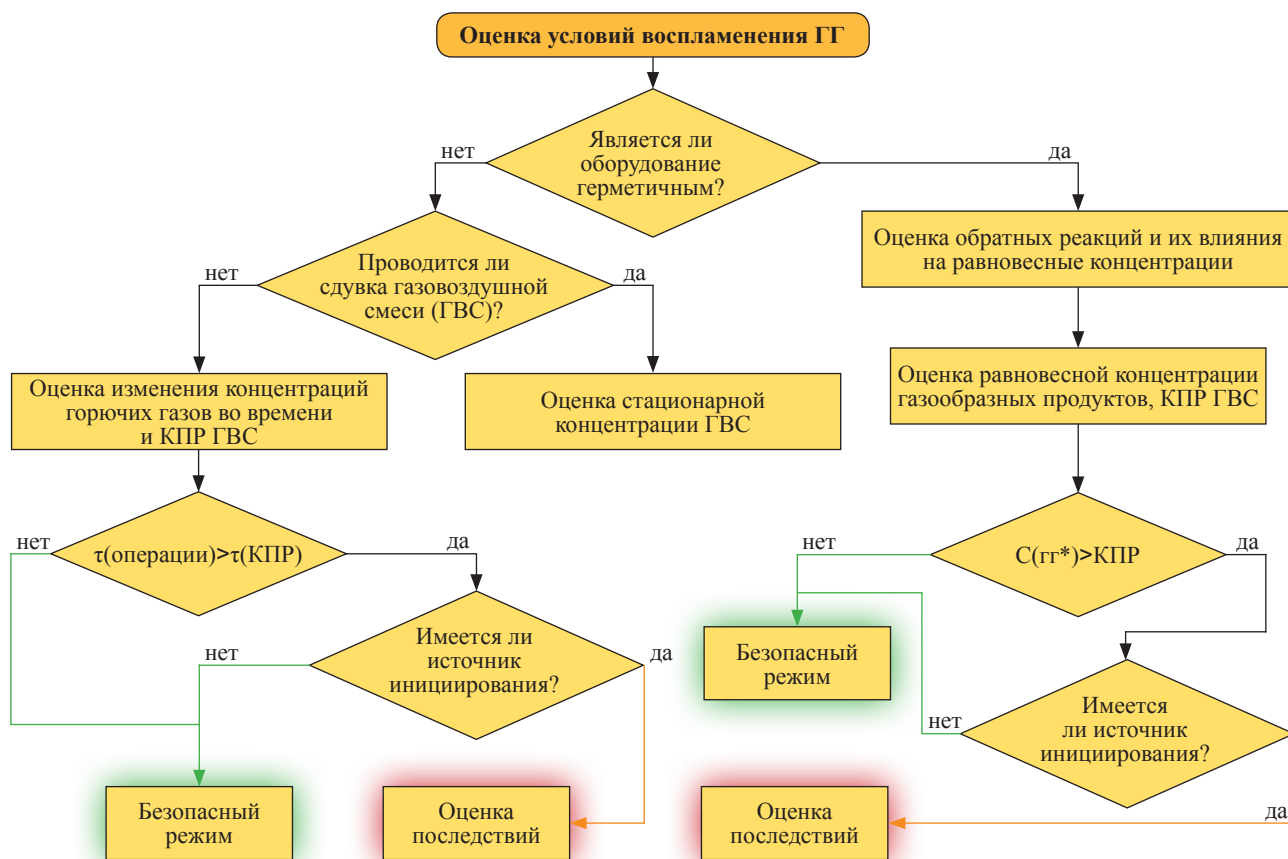 Оценка условий воспламенения ГГ
Является ли
оборудование
герметичным?
нет
да
Проводится ли
сдувка газовоздушной
смеси (ГВС)?
нет
да
Оценка обратных реакций и их влияния
на равновесные концентрации
Оценка изменения концентраций
горючих газов во времени
и КПР ГВС
Оценка стационарной
концентрации ГВС
Оценка равновесной концентрации
газообразных продуктов, КПР ГВС
τ(операции)>τ(КПР)
нет
да
C(гг*)>КПР
нет
да
Имеется ли
источник
инициирования?
нет
да
Безопасный
режим
Имеется
ли источник
инициирования?
нет
да
Безопасный
режим
Оценка
последствий
Оценка
последствий